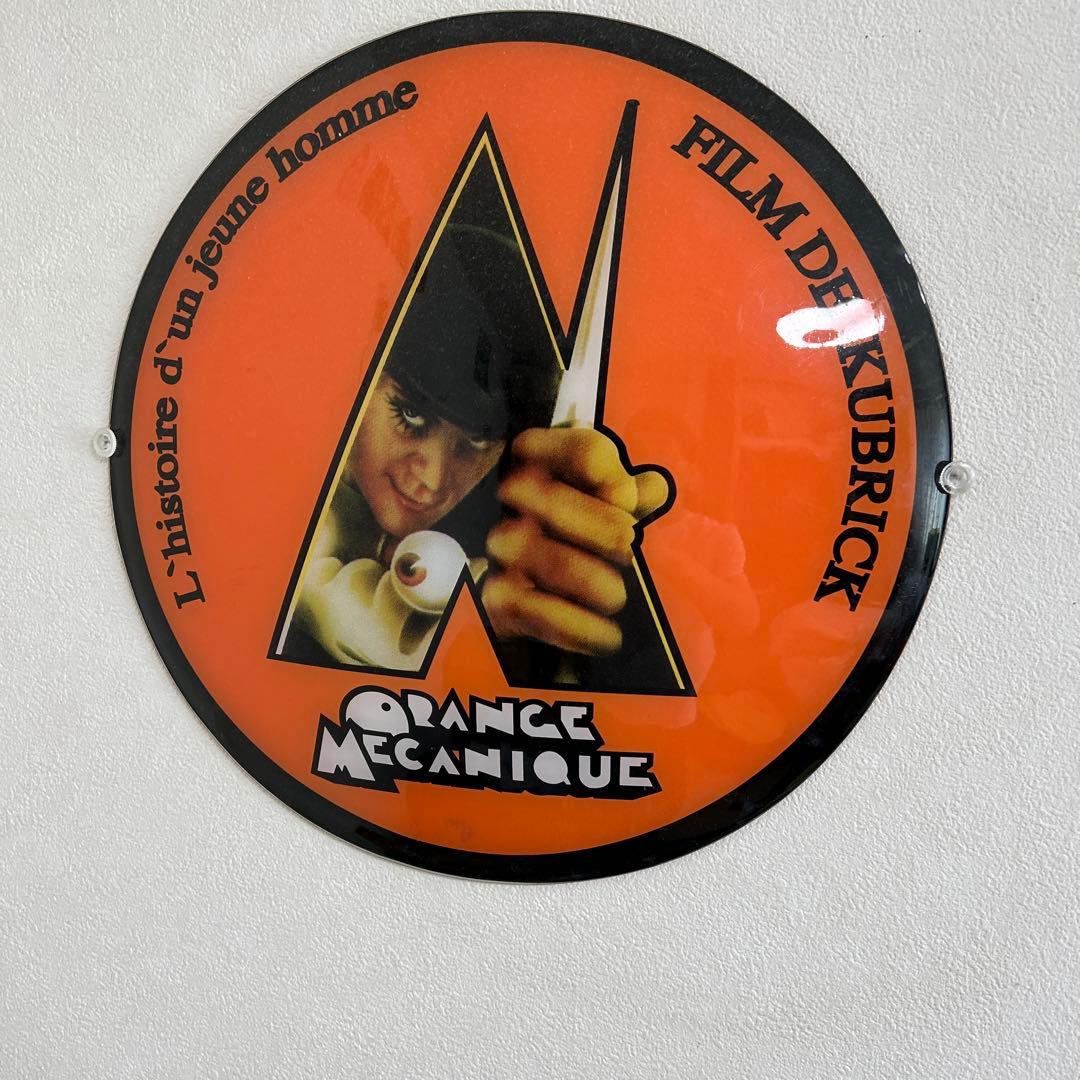 L`histoire d`un jeune homme
FILM DE KUBRICK
ORANGE
MECANIQUE